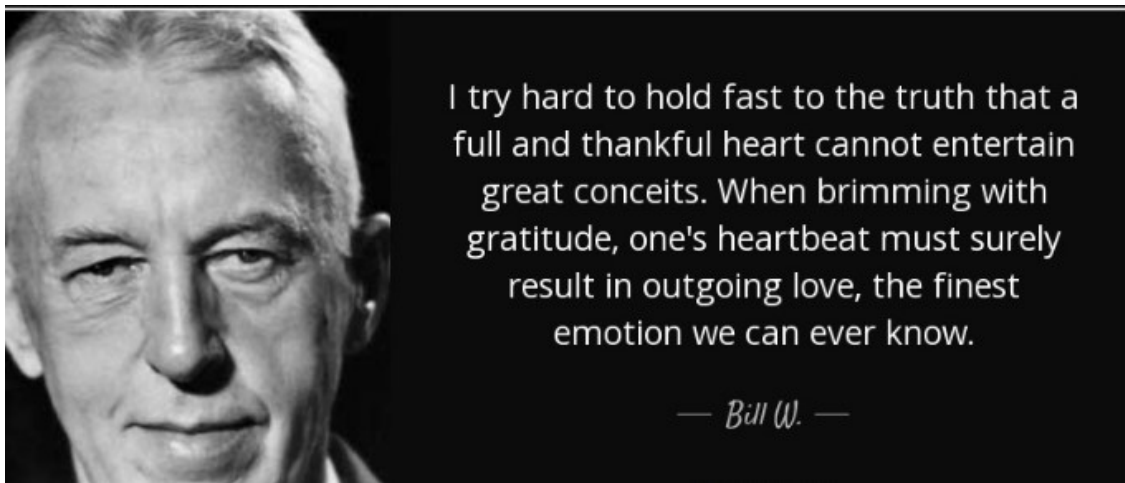 I try hard to hold fast to the truth that a
full and thankful heart cannot entertain
great conceits. When brimming with
gratitude, one's heartbeat must surely
result in outgoing love, the finest
emotion we can ever know.
— Bill W. —